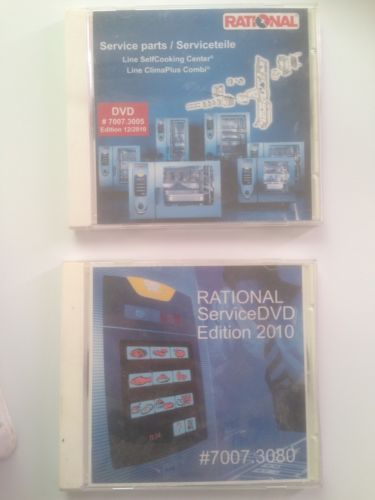 RATIONAL
Service parts / Serviceteile
Line SelfCooking Center®
Line ClimaPlus Combi®
DVD
# 7007.3005
Edition 12/2010
RATIONAL
ServiceDVD
Edition 2010
#7007.3080